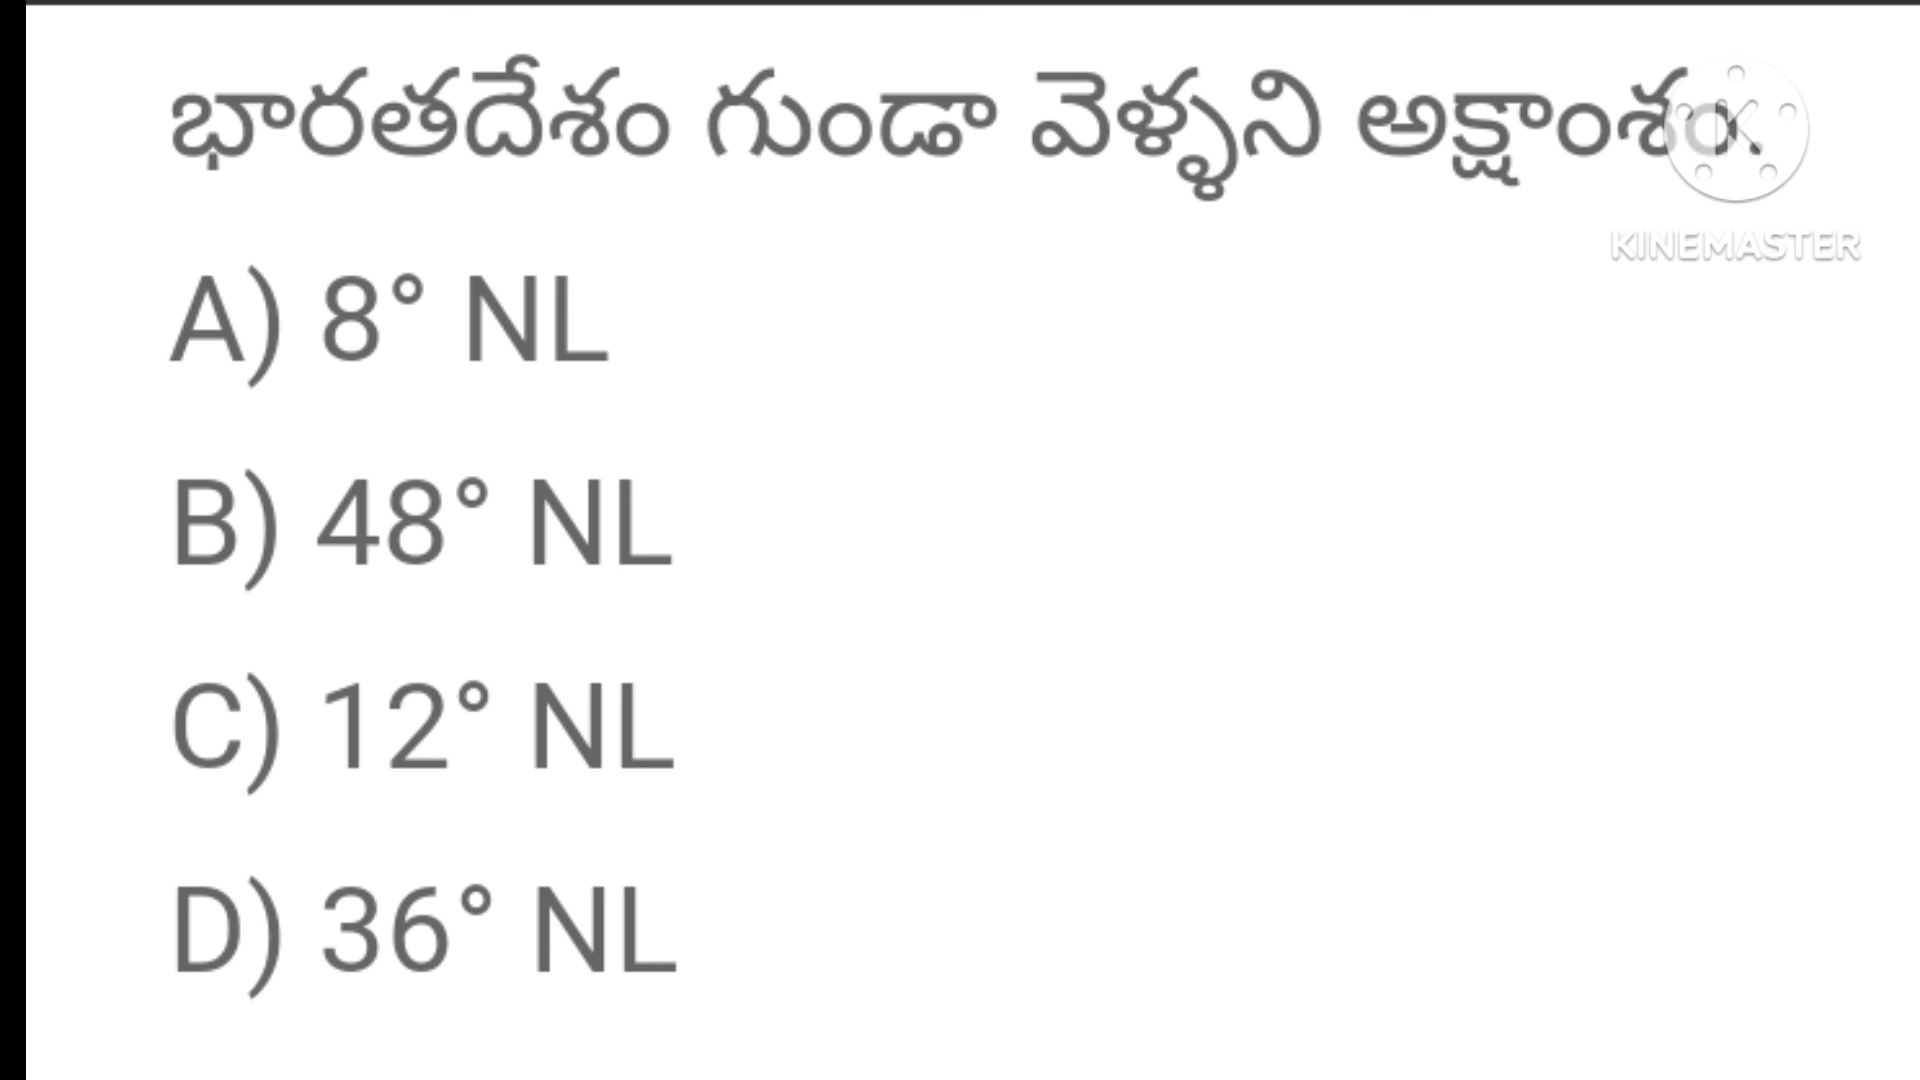 భారతదేశం గుండా వెళ్ళని అక్షాంశం.
KINEMASTER
A) 8° NL
B) 48° NL
C) 12° NL
D) 36° NL